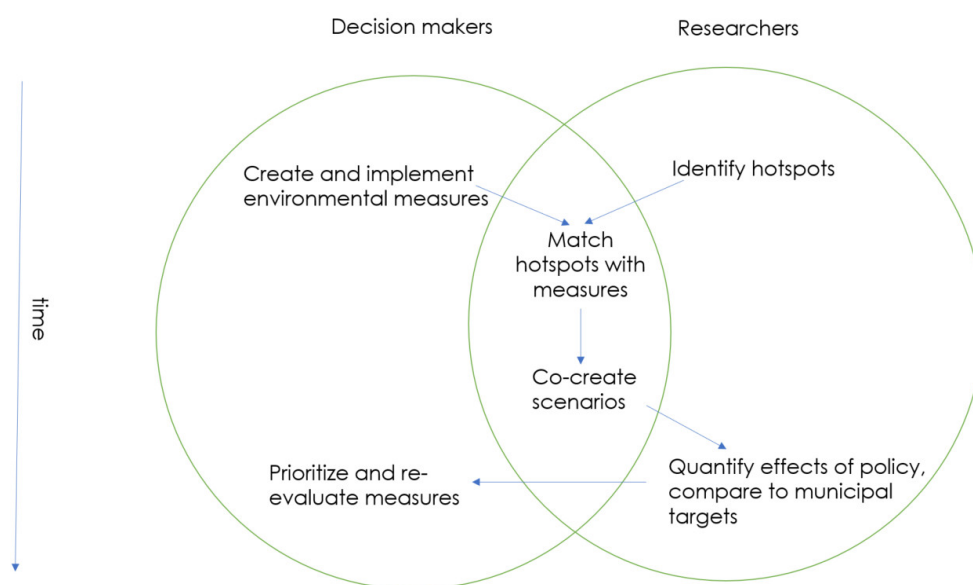 Decision makers
Researchers
Create and implement
environmental measures
Identify hotspots
Match
hotspots with
measures
time
Co-create
scenarios
Prioritize and re-
evaluate measures
Quantify effects of policy,
compare to municipal
targets